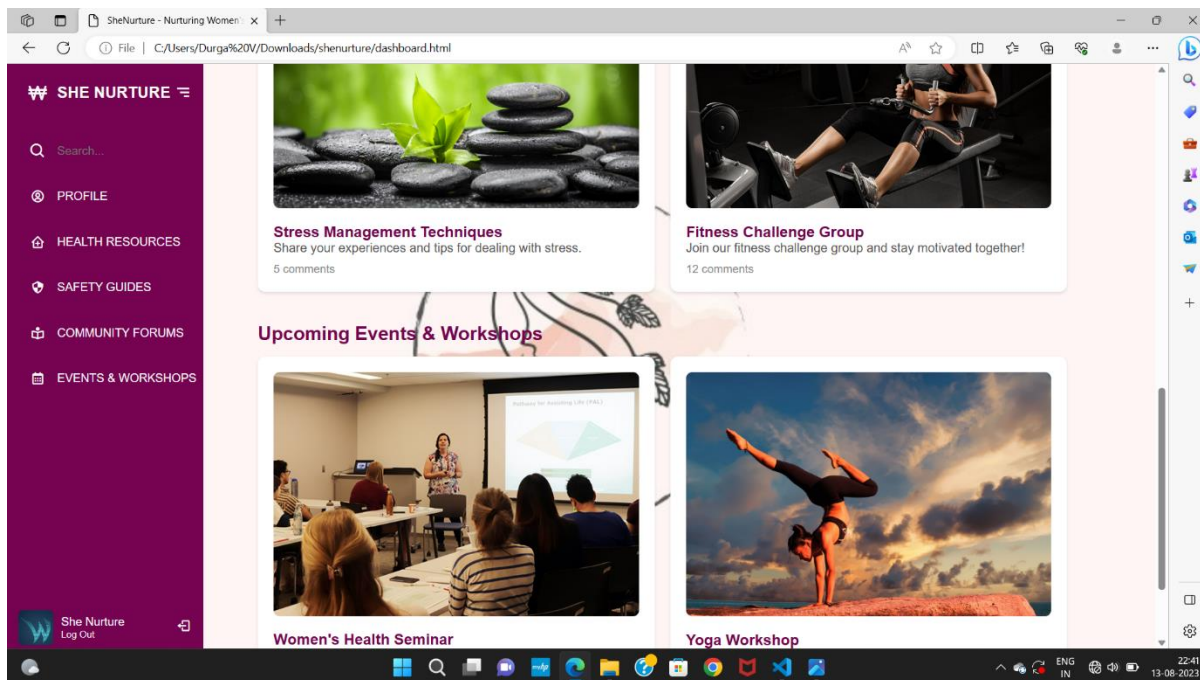 SheNurture - Nurturing Women's
File | C:/Users/Durga%20V/Downloads/shenurture/dashboard.html
SHE NURTURE
Search...
PROFILE
HEALTH RESOURCES
SAFETY GUIDES
COMMUNITY FORUMS
EVENTS & WORKSHOPS
She Nurture
Log Out
Stress Management Techniques
Share your experiences and tips for dealing with stress.
5 comments
Fitness Challenge Group
Join our fitness challenge group and stay motivated together!
12 comments
Upcoming Events & Workshops
Women's Health Seminar
Yoga Workshop
ENG
IN
22:41
13-08-2023